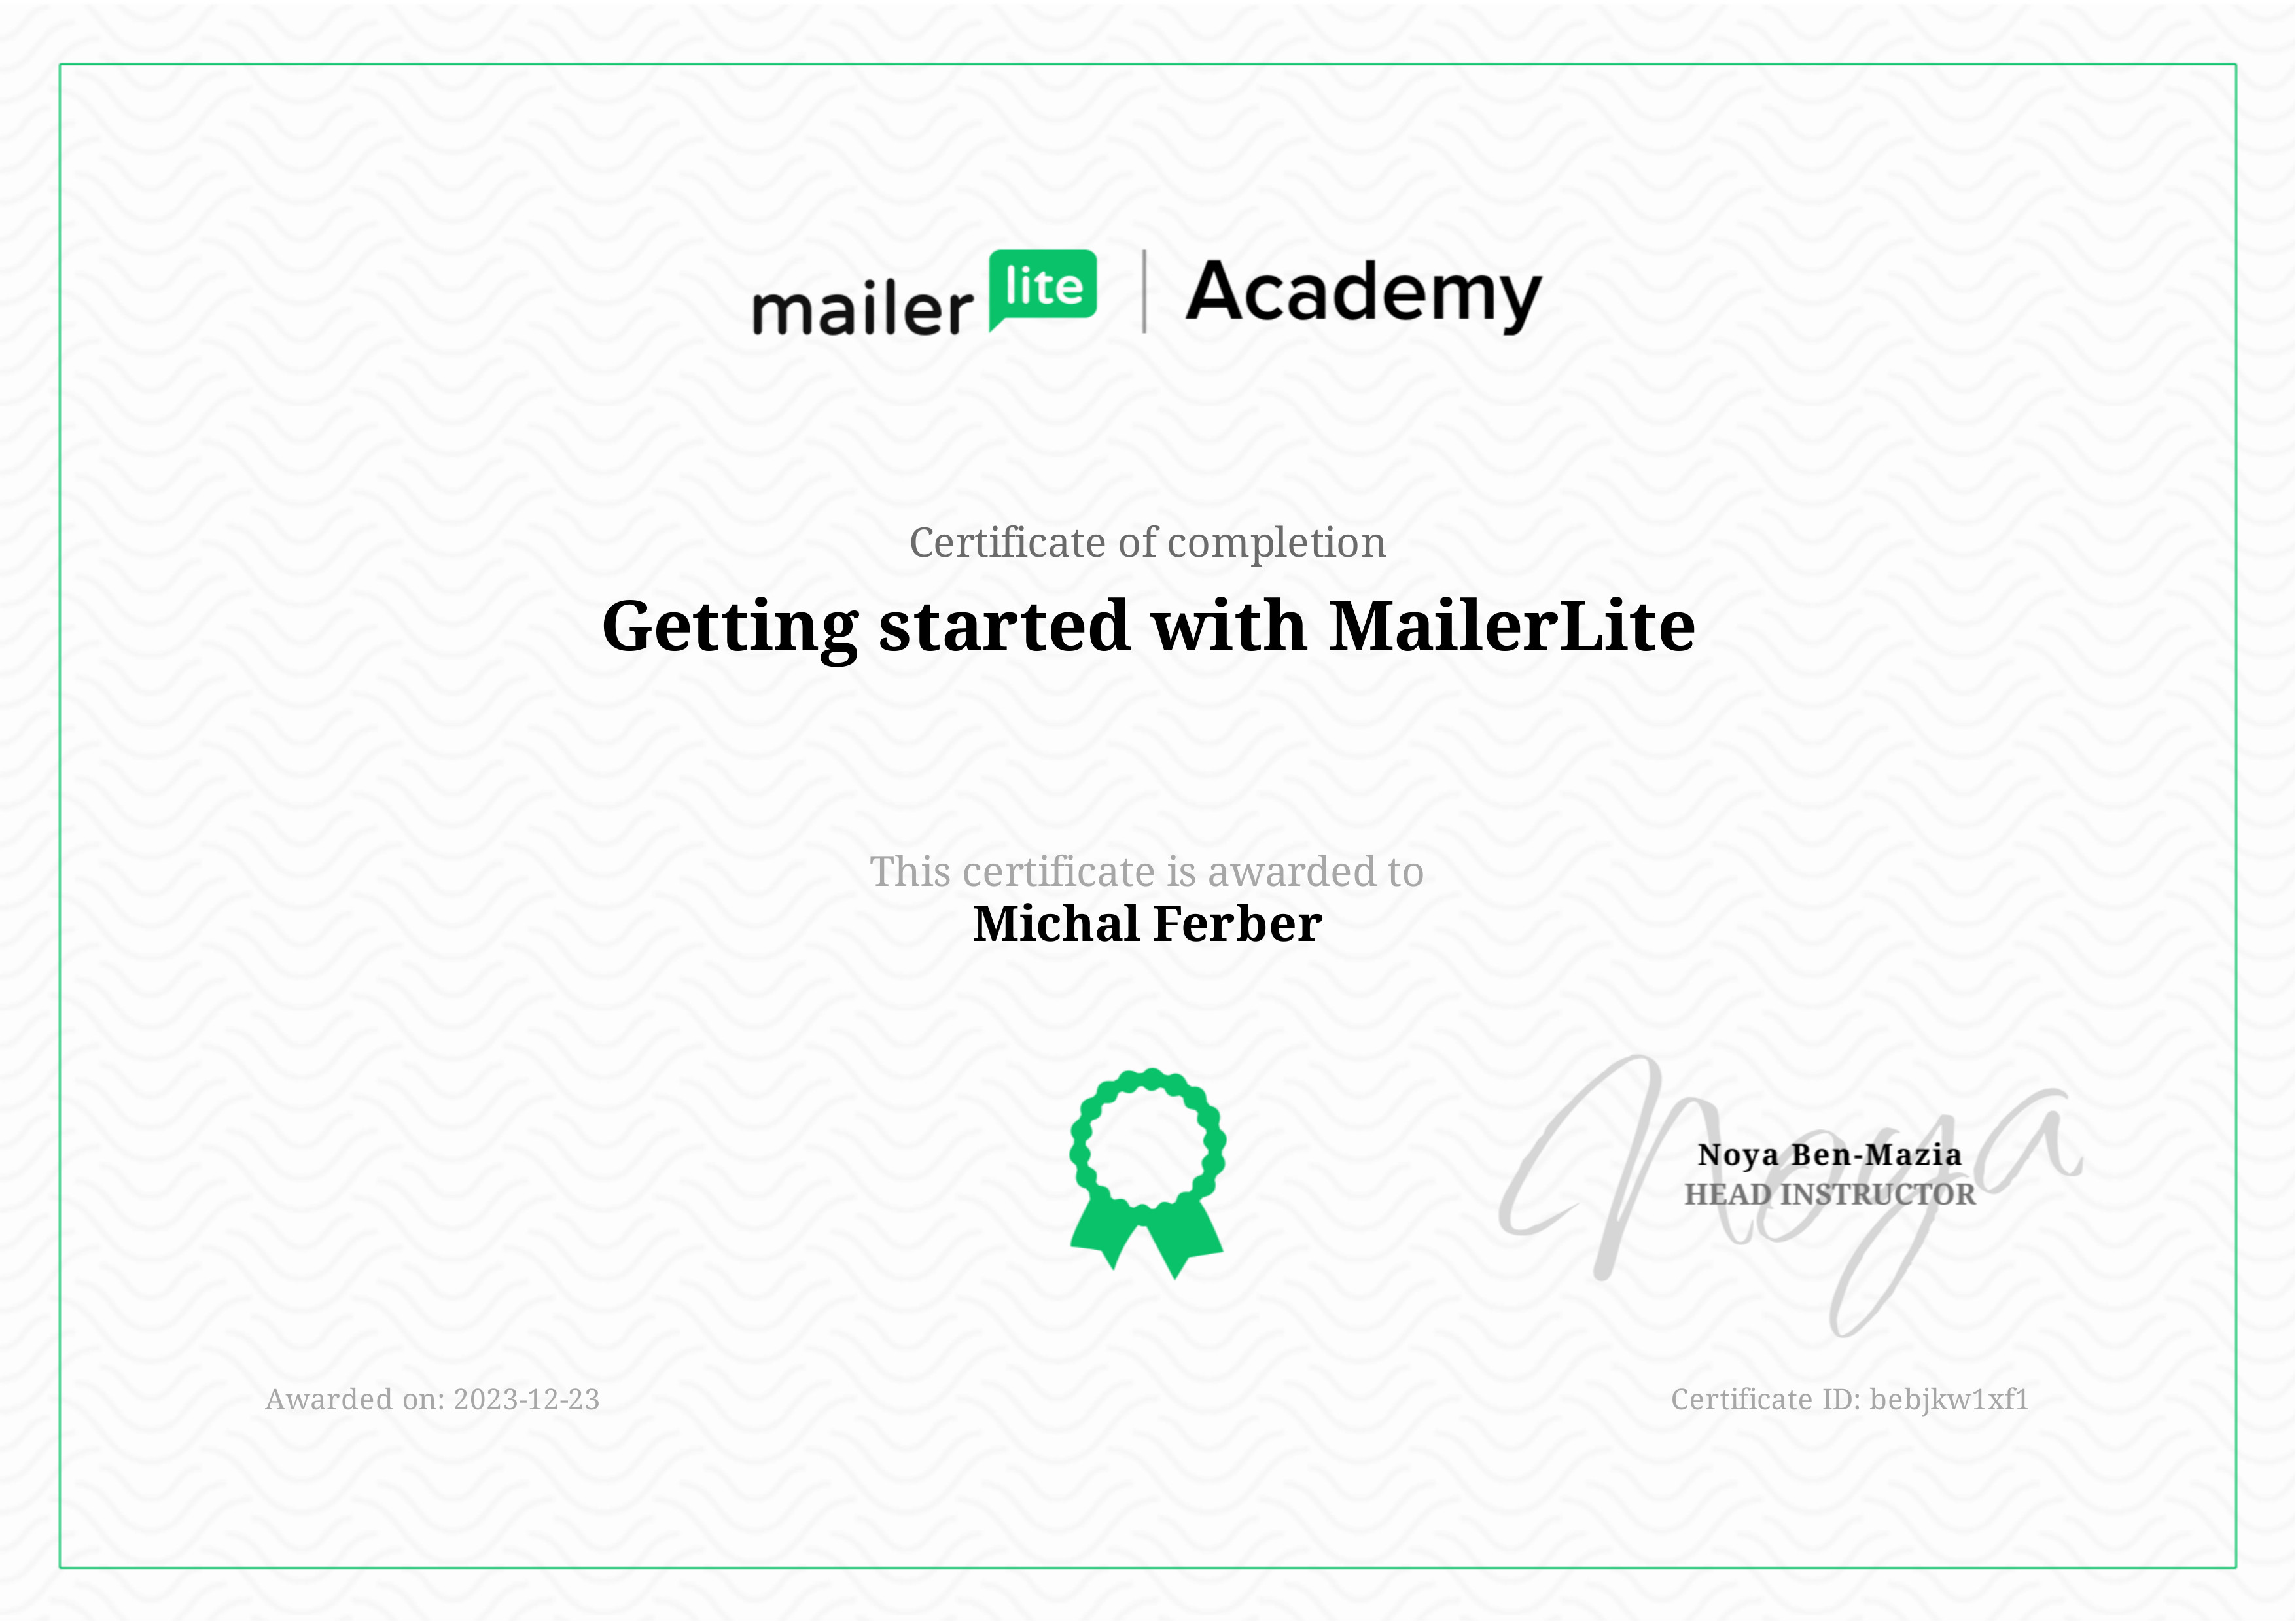 mailer lite | Academy
Certificate of completion
Getting started with MailerLite
This certificate is awarded to
Michal Ferber
Noya
Noya Ben-Mazia
HEAD INSTRUCTOR
Awarded on: 2023-12-23
Certificate ID: bebjkw1xf1